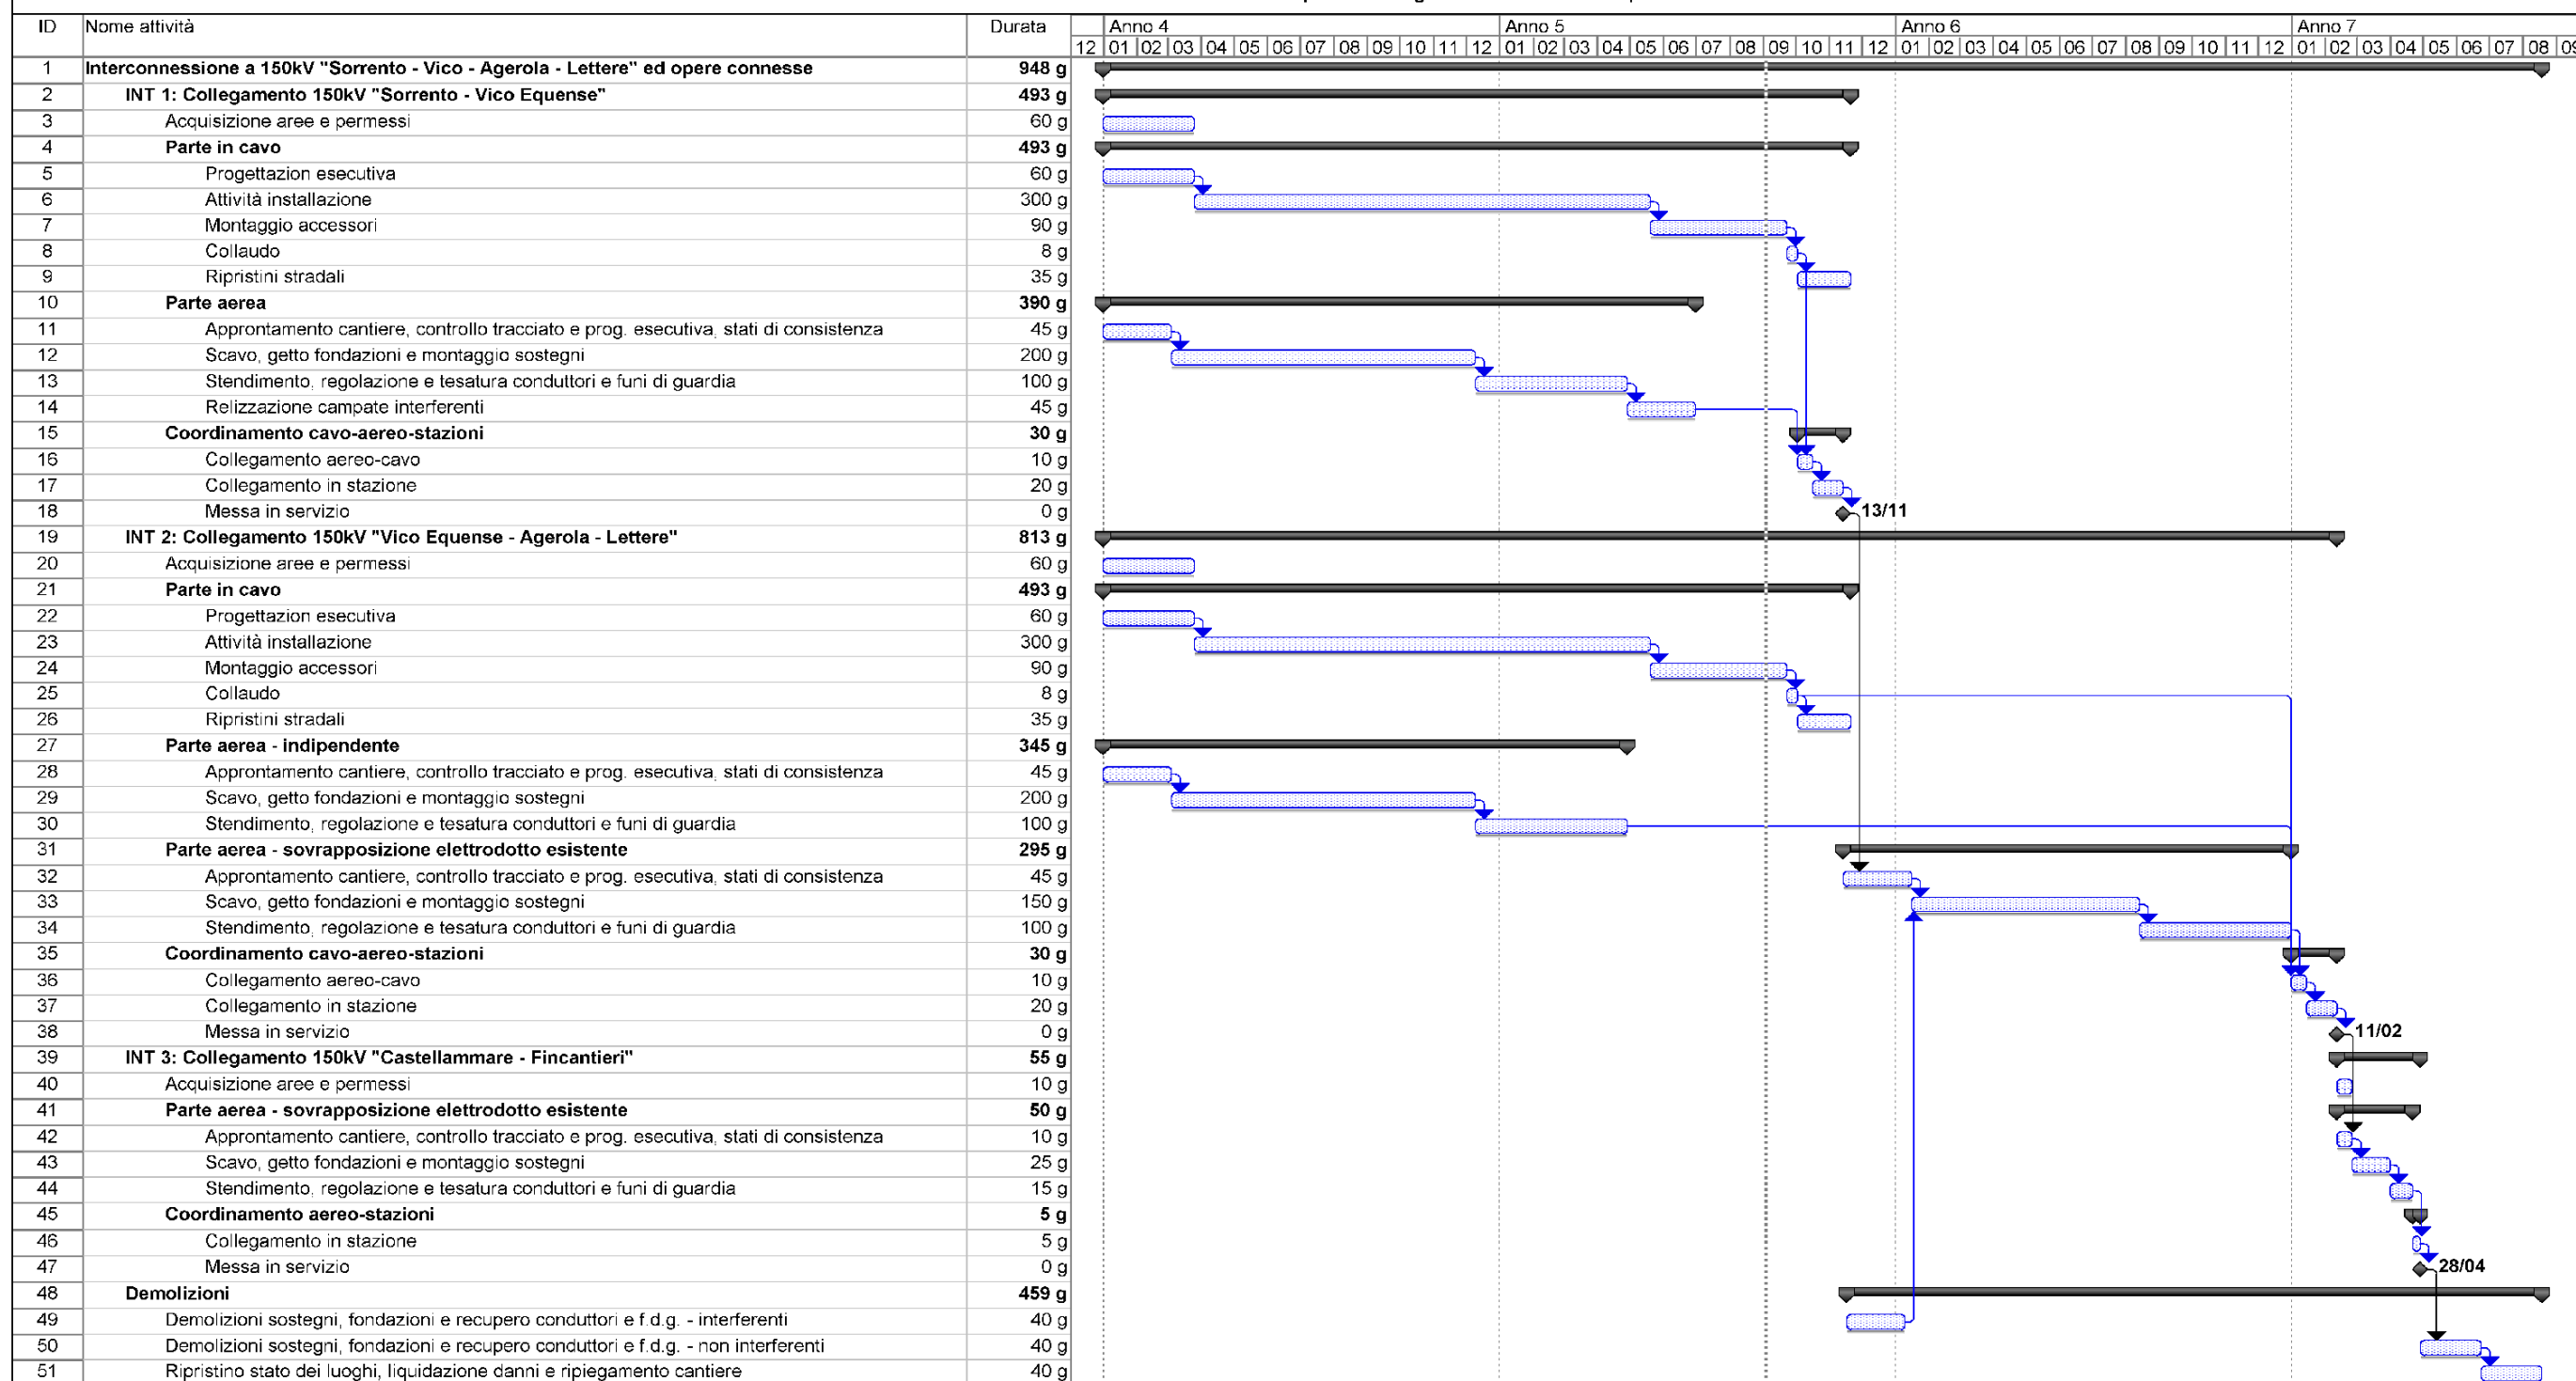 ID Nome attività Durata Anno 4 Anno 5 Anno 6 Anno 7
12 01 02 03 04 05 06 07 08 09 10 11 12 01 02 03 04 05 06 07 08 09 10 11 12 01 02 03 04 05 06 07 08 09 10 11 12 01 02 03 04 05 06 07 08 09
1 Interconnessione a 150kV "Sorrento - Vico - Agerola - Lettere" ed opere connesse 948 g
2 INT 1: Collegamento 150kV "Sorrento - Vico Equense" 493 g
3 Acquisizione aree e permessi 60 g
4 Parte in cavo 493 g
5 Progettazion esecutiva 60 g
6 Attività installazione 300 g
7 Montaggio accessori 90 g
8 Collaudo 8 g
9 Ripristini stradali 35 g
10 Parte aerea 390 g
11 Approntamento cantiere, controllo tracciato e prog. esecutiva, stati di consistenza 45 g
12 Scavo, getto fondazioni e montaggio sostegni 200 g
13 Stendimento, regolazione e tesatura conduttori e funi di guardia 100 g
14 Relizzazione campate interferenti 45 g
15 Coordinamento cavo-aereo-stazioni 30 g
16 Collegamento aereo-cavo 10 g
17 Collegamento in stazione 20 g
18 Messa in servizio 0 g 13/11
19 INT 2: Collegamento 150kV "Vico Equense - Agerola - Lettere" 813 g
20 Acquisizione aree e permessi 60 g
21 Parte in cavo 493 g
22 Progettazion esecutiva 60 g
23 Attività installazione 300 g
24 Montaggio accessori 90 g
25 Collaudo 8 g
26 Ripristini stradali 35 g
27 Parte aerea - indipendente 345 g
28 Approntamento cantiere, controllo tracciato e prog. esecutiva, stati di consistenza 45 g
29 Scavo, getto fondazioni e montaggio sostegni 200 g
30 Stendimento, regolazione e tesatura conduttori e funi di guardia 100 g
31 Parte aerea - sovrapposizione elettrodotto esistente 295 g
32 Approntamento cantiere, controllo tracciato e prog. esecutiva, stati di consistenza 45 g
33 Scavo, getto fondazioni e montaggio sostegni 150 g
34 Stendimento, regolazione e tesatura conduttori e funi di guardia 100 g
35 Coordinamento cavo-aereo-stazioni 30 g
36 Collegamento aereo-cavo 10 g
37 Collegamento in stazione 20 g
38 Messa in servizio 0 g 11/02
39 INT 3: Collegamento 150kV "Castellammare - Fincantieri" 55 g
40 Acquisizione aree e permessi 10 g
41 Parte aerea - sovrapposizione elettrodotto esistente 50 g
42 Approntamento cantiere, controllo tracciato e prog. esecutiva, stati di consistenza 10 g
43 Scavo, getto fondazioni e montaggio sostegni 25 g
44 Stendimento, regolazione e tesatura conduttori e funi di guardia 15 g
45 Coordinamento aereo-stazioni 5 g
46 Collegamento in stazione 5 g
47 Messa in servizio 0 g 28/04
48 Demolizioni 459 g
49 Demolizioni sostegni, fondazioni e recupero conduttori e f.d.g. - interferenti 40 g
50 Demolizioni sostegni, fondazioni e recupero conduttori e f.d.g. - non interferenti 40 g
51 Ripristino stato dei luoghi, liquidazione danni e ripiegamento cantiere 40 g